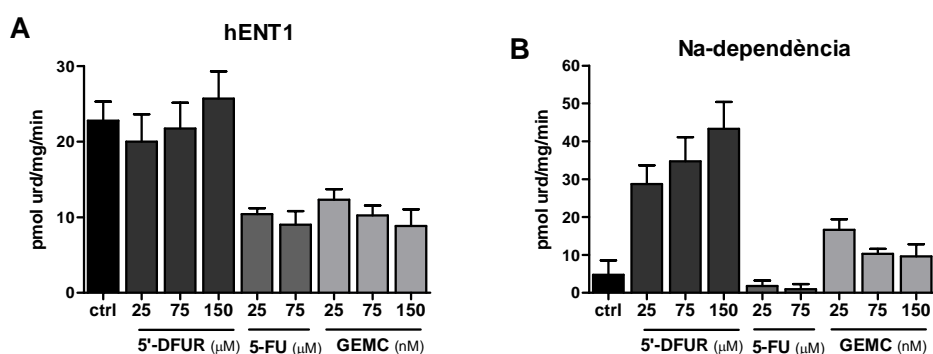 A
hENT1
pmol urd/mg/min
30
20
10
0
ctrl 25 75 150 25 75 25 75 150
5'-DFUR (µM) 5-FU (µM) GEMC (nM)
B
Na-dependència
pmol urd/mg/min
60
50
40
30
20
10
0
ctrl 25 75 150 25 75 25 75 150
5'-DFUR (µM) 5-FU (µM) GEMC (nM)